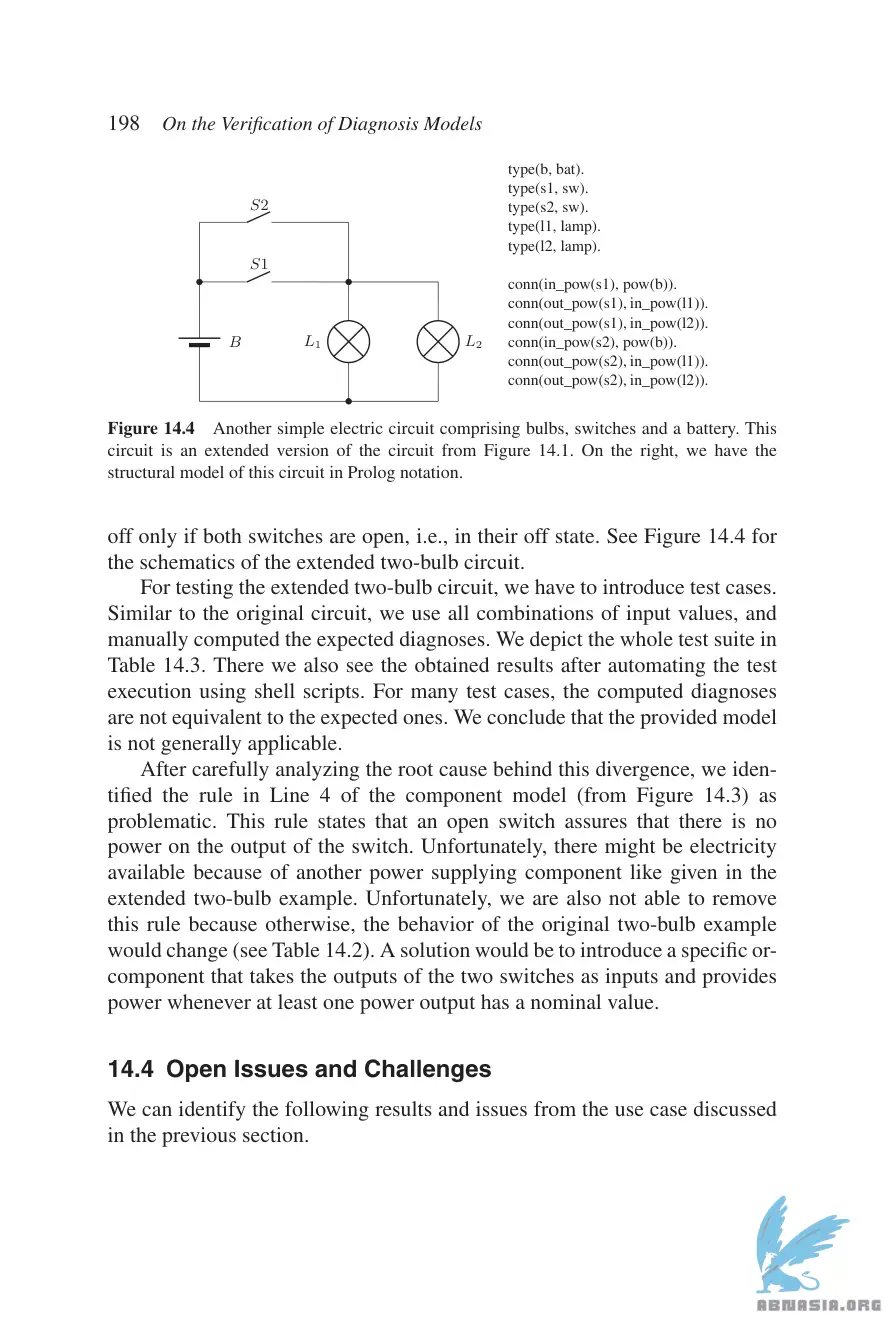 198 On the Verification of Diagnosis Models
S2
S1
B
L1
L2
type(b, bat).
type(s1, sw).
type(s2, sw).
type(l1, lamp).
type(l2, lamp).
conn(in_pow(s1), pow(b)).
conn(out_pow(s1), in_pow(l1)).
conn(out_pow(s1), in_pow(l2)).
conn(in_pow(s2), pow(b)).
conn(out_pow(s2), in_pow(l1)).
conn(out_pow(s2), in_pow(l2)).
Figure 14.4 Another simple electric circuit comprising bulbs, switches and a battery. This
circuit is an extended version of the circuit from Figure 14.1. On the right, we have the
structural model of this circuit in Prolog notation.
off only if both switches are open, i.e., in their off state. See Figure 14.4 for
the schematics of the extended two-bulb circuit.
For testing the extended two-bulb circuit, we have to introduce test cases.
Similar to the original circuit, we use all combinations of input values, and
manually computed the expected diagnoses. We depict the whole test suite in
Table 14.3. There we also see the obtained results after automating the test
execution using shell scripts. For many test cases, the computed diagnoses
are not equivalent to the expected ones. We conclude that the provided model
is not generally applicable.
After carefully analyzing the root cause behind this divergence, we iden-
tified the rule in Line 4 of the component model (from Figure 14.3) as
problematic. This rule states that an open switch assures that there is no
power on the output of the switch. Unfortunately, there might be electricity
available because of another power supplying component like given in the
extended two-bulb example. Unfortunately, we are also not able to remove
this rule because otherwise, the behavior of the original two-bulb example
would change (see Table 14.2). A solution would be to introduce a specific or-
component that takes the outputs of the two switches as inputs and provides
power whenever at least one power output has a nominal value.
14.4 Open Issues and Challenges
We can identify the following results and issues from the use case discussed
in the previous section.
ABNASIA.ORG